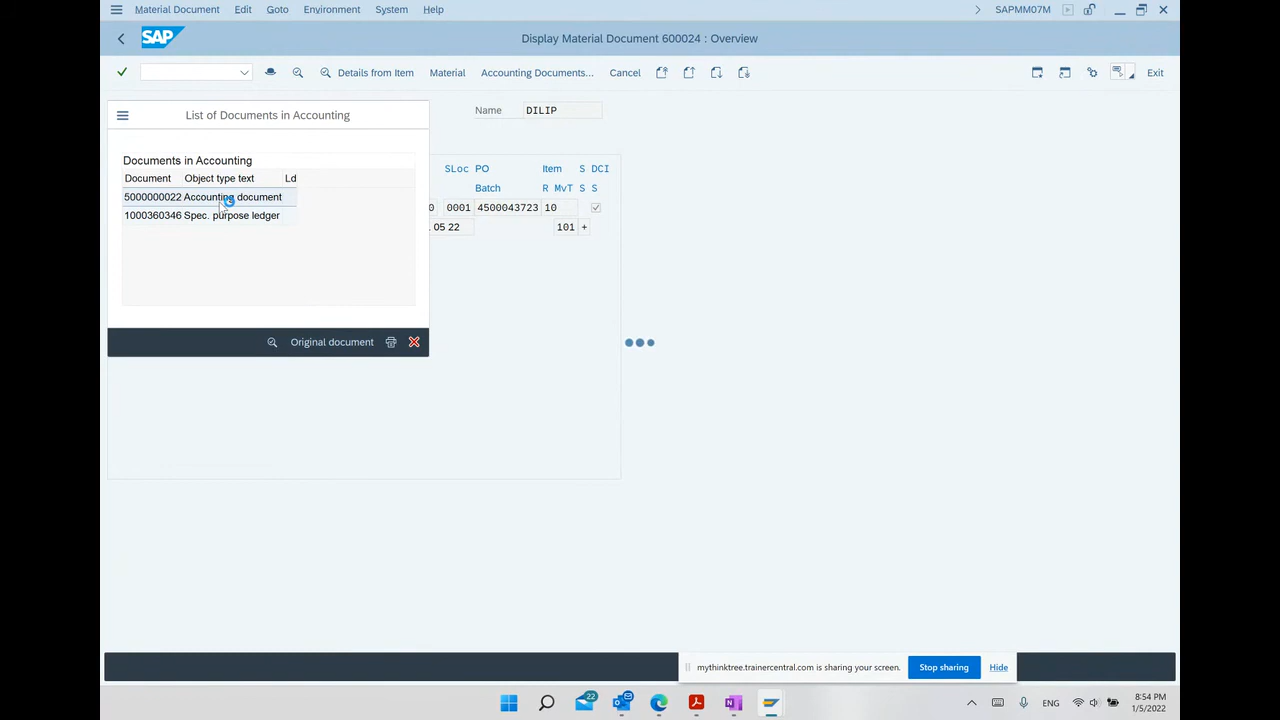 Material Document Edit Goto Environment System Help SAPMM07M
SAP Display Material Document 600024 : Overview
Details from Item Material Accounting Documents... Cancel Exit
List of Documents in Accounting
Name DILIP
Documents in Accounting
Document Object type text Ld
5000000022 Accounting document
1000360346 Spec. purpose ledger
SLoc PO Item S DCI
Batch R MvT S S
0 0001 4500043723 10
05 22 101 +
Original document
mythinktree.trainercentral.com is sharing your screen. Stop sharing Hide
22
ENG
8:54 PM
1/5/2022